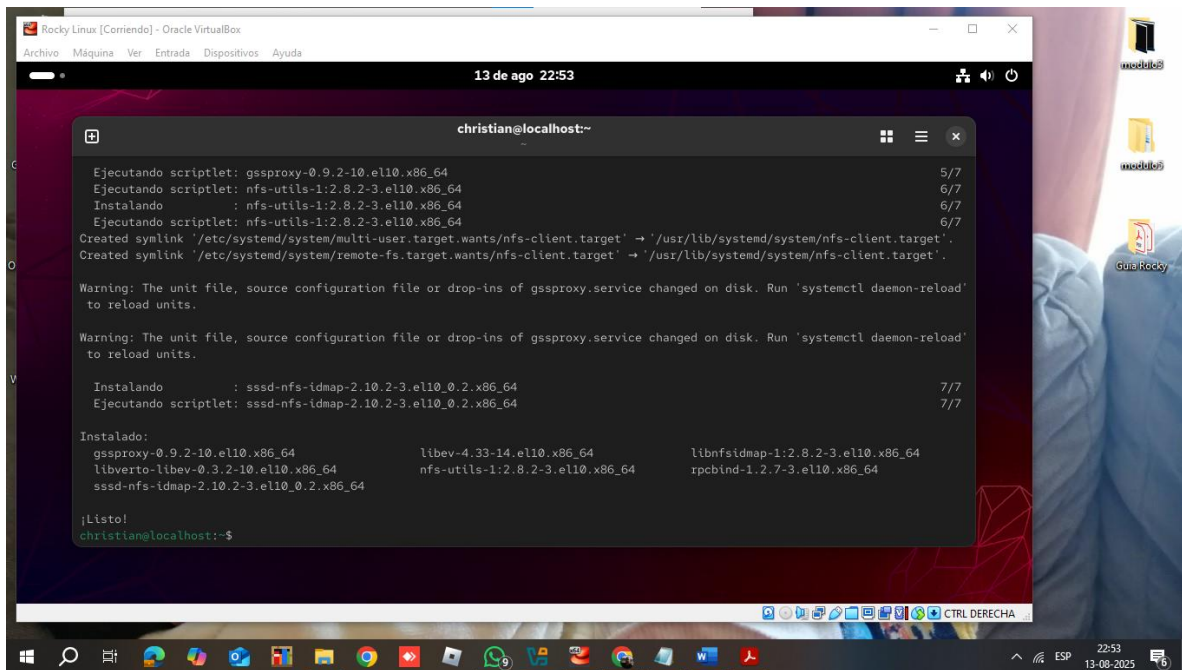 Rocky Linux [Corriendo] - Oracle VirtualBox
Archivo Máquina Ver Entrada Dispositivos Ayuda
13 de ago 22:53
christian@localhost:~
~
Ejecutando scriptlet: gssproxy-0.9.2-10.el10.x86_64 5/7
Ejecutando scriptlet: nfs-utils-1:2.8.2-3.el10.x86_64 6/7
Instalando : nfs-utils-1:2.8.2-3.el10.x86_64 6/7
Ejecutando scriptlet: nfs-utils-1:2.8.2-3.el10.x86_64 6/7
Created symlink '/etc/systemd/system/multi-user.target.wants/nfs-client.target' → '/usr/lib/systemd/system/nfs-client.target'.
Created symlink '/etc/systemd/system/remote-fs.target.wants/nfs-client.target' → '/usr/lib/systemd/system/nfs-client.target'.
Warning: The unit file, source configuration file or drop-ins of gssproxy.service changed on disk. Run 'systemctl daemon-reload'
to reload units.
Warning: The unit file, source configuration file or drop-ins of gssproxy.service changed on disk. Run 'systemctl daemon-reload'
to reload units.
Instalando : sssd-nfs-idmap-2.10.2-3.el10_0.2.x86_64 7/7
Ejecutando scriptlet: sssd-nfs-idmap-2.10.2-3.el10_0.2.x86_64 7/7
Instalado:
gssproxy-0.9.2-10.el10.x86_64 libev-4.33-14.el10.x86_64 libnfsidmap-1:2.8.2-3.el10.x86_64
libverto-libev-0.3.2-10.el10.x86_64 nfs-utils-1:2.8.2-3.el10.x86_64 rpcbind-1.2.7-3.el10.x86_64
sssd-nfs-idmap-2.10.2-3.el10_0.2.x86_64
¡Listo!
christian@localhost:~$
CTRL DERECHA
modulo3
modulo5
Guia Rocky
ESP
22:53
13-08-2025